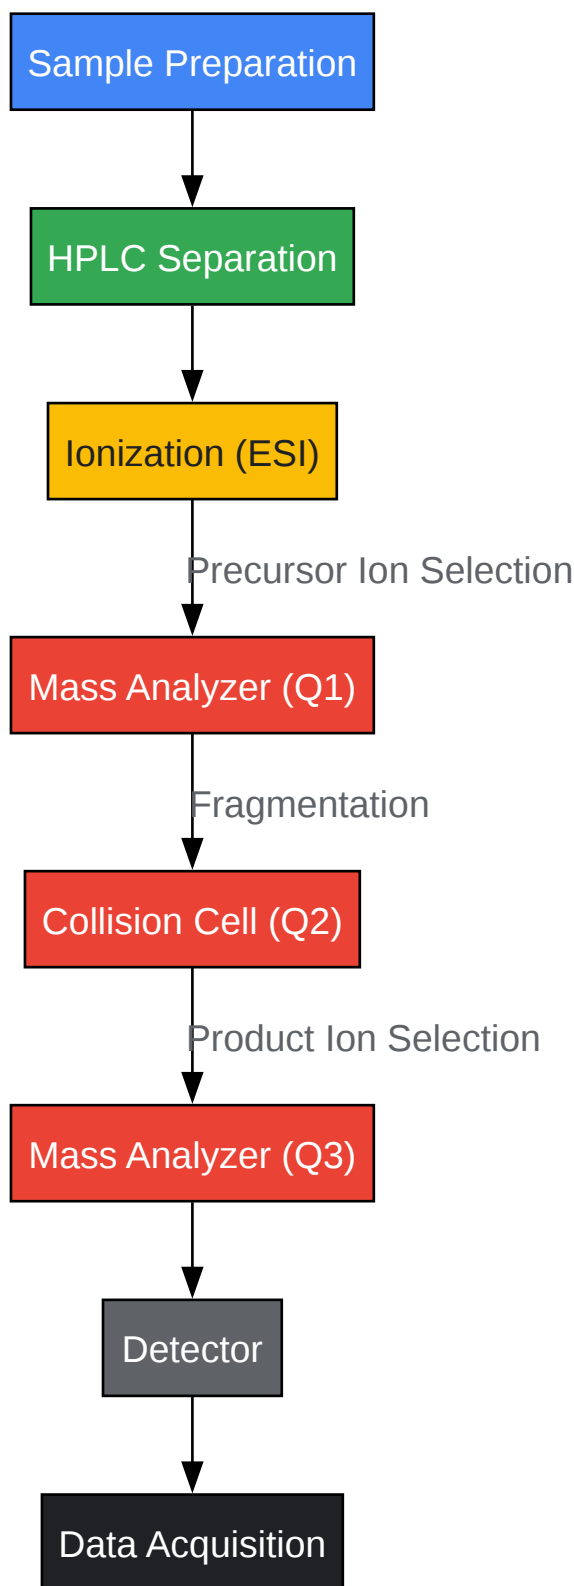 Sample Preparation
HPLC Separation
Ionization (ESI)
Precursor Ion Selection
Mass Analyzer (Q1)
Fragmentation
Collision Cell (Q2)
Product Ion Selection
Mass Analyzer (Q3)
Detector
Data Acquisition